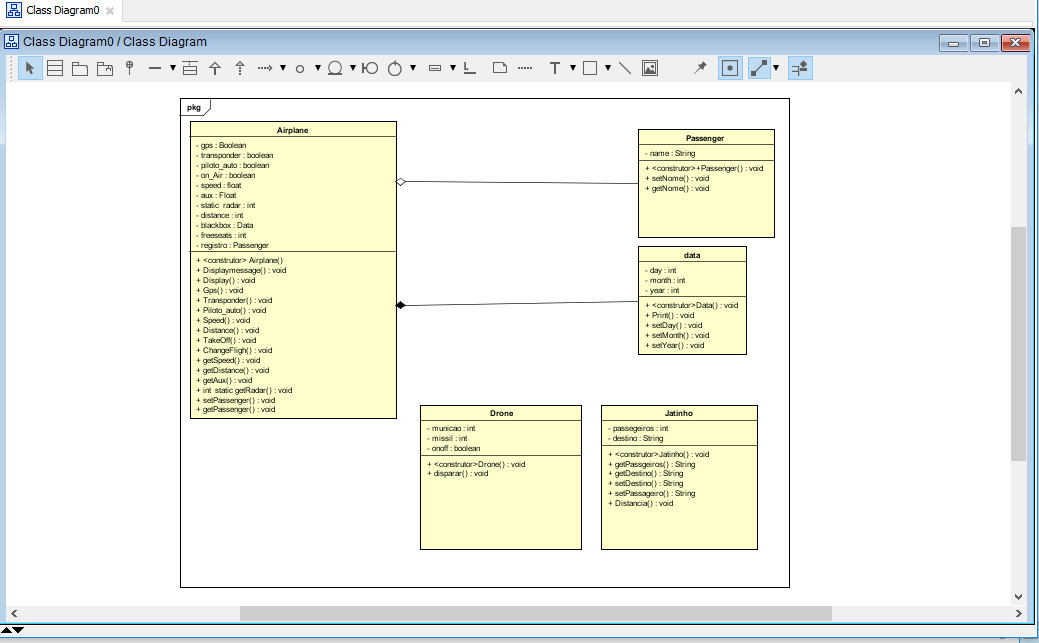 Class Diagram0
Class Diagram0 / Class Diagram
T
pkg
Airplane
- gps : Boolean
- transponder : boolean
- piloto_auto : boolean
- on_Air : boolean
- speed : float
- aux : Float
- static_radar : int
- distance : int
- blackbox : Data
- freeseats : int
- registro : Passenger
+ <construtor> Airplane()
+ Displaymessage() : void
+ Display() : void
+ Gps() : void
+ Transponder() : void
+ Piloto_auto() : void
+ Speed() : void
+ Distance() : void
+ TakeOff() : void
+ ChangeFligh() : void
+ getSpeed() : void
+ getDistance() : void
+ getAux() : void
+ int_static getRadar() : void
+ setPassenger() : void
+ getPassenger() : void
Passenger
- name : String
+ <construtor>+Passenger() : void
+ setNome() : void
+ getNome() : void
data
- day : int
- month : int
- year : int
+ <construtor>Data() : void
+ Print() : void
+ setDay() : void
+ setMonth() : void
+ setYear() : void
Drone
- municao : int
- missil : int
- onoff : boolean
+ <construtor>Drone() : void
+ disparar() : void
Jatinho
- passegeiros : int
- destino : String
+ <construtor>Jatinho() : void
+ getPassgeiros() : String
+ getDestino() : String
+ setDestino() : String
+ setPassageiro() : String
+ Distancia() : void